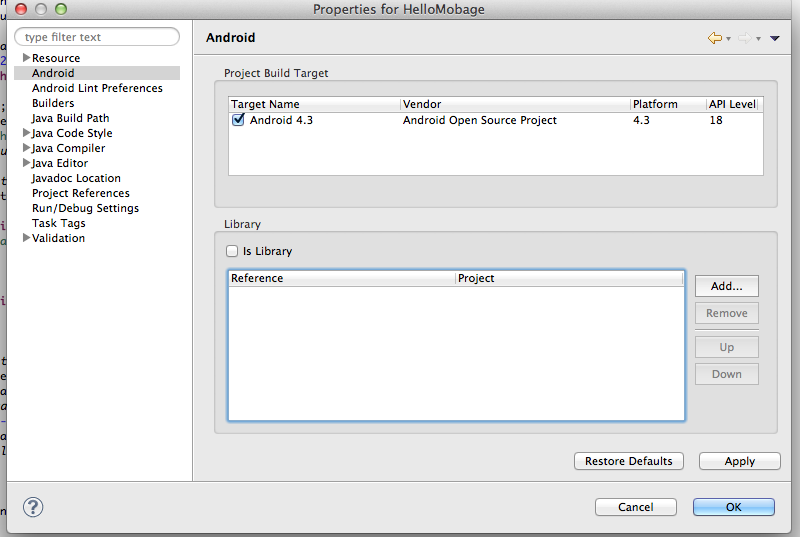 Properties for HelloMobage
type filter text
Resource
Android
Android Lint Preferences
Builders
Java Build Path
Java Code Style
Java Compiler
Java Editor
Javadoc Location
Project References
Run/Debug Settings
Task Tags
Validation
Android
Project Build Target
Target Name Vendor Platform API Level
Android 4.3 Android Open Source Project 4.3 18
Library
Is Library
Reference Project
Add...
Remove
Up
Down
Restore Defaults Apply
? Cancel OK